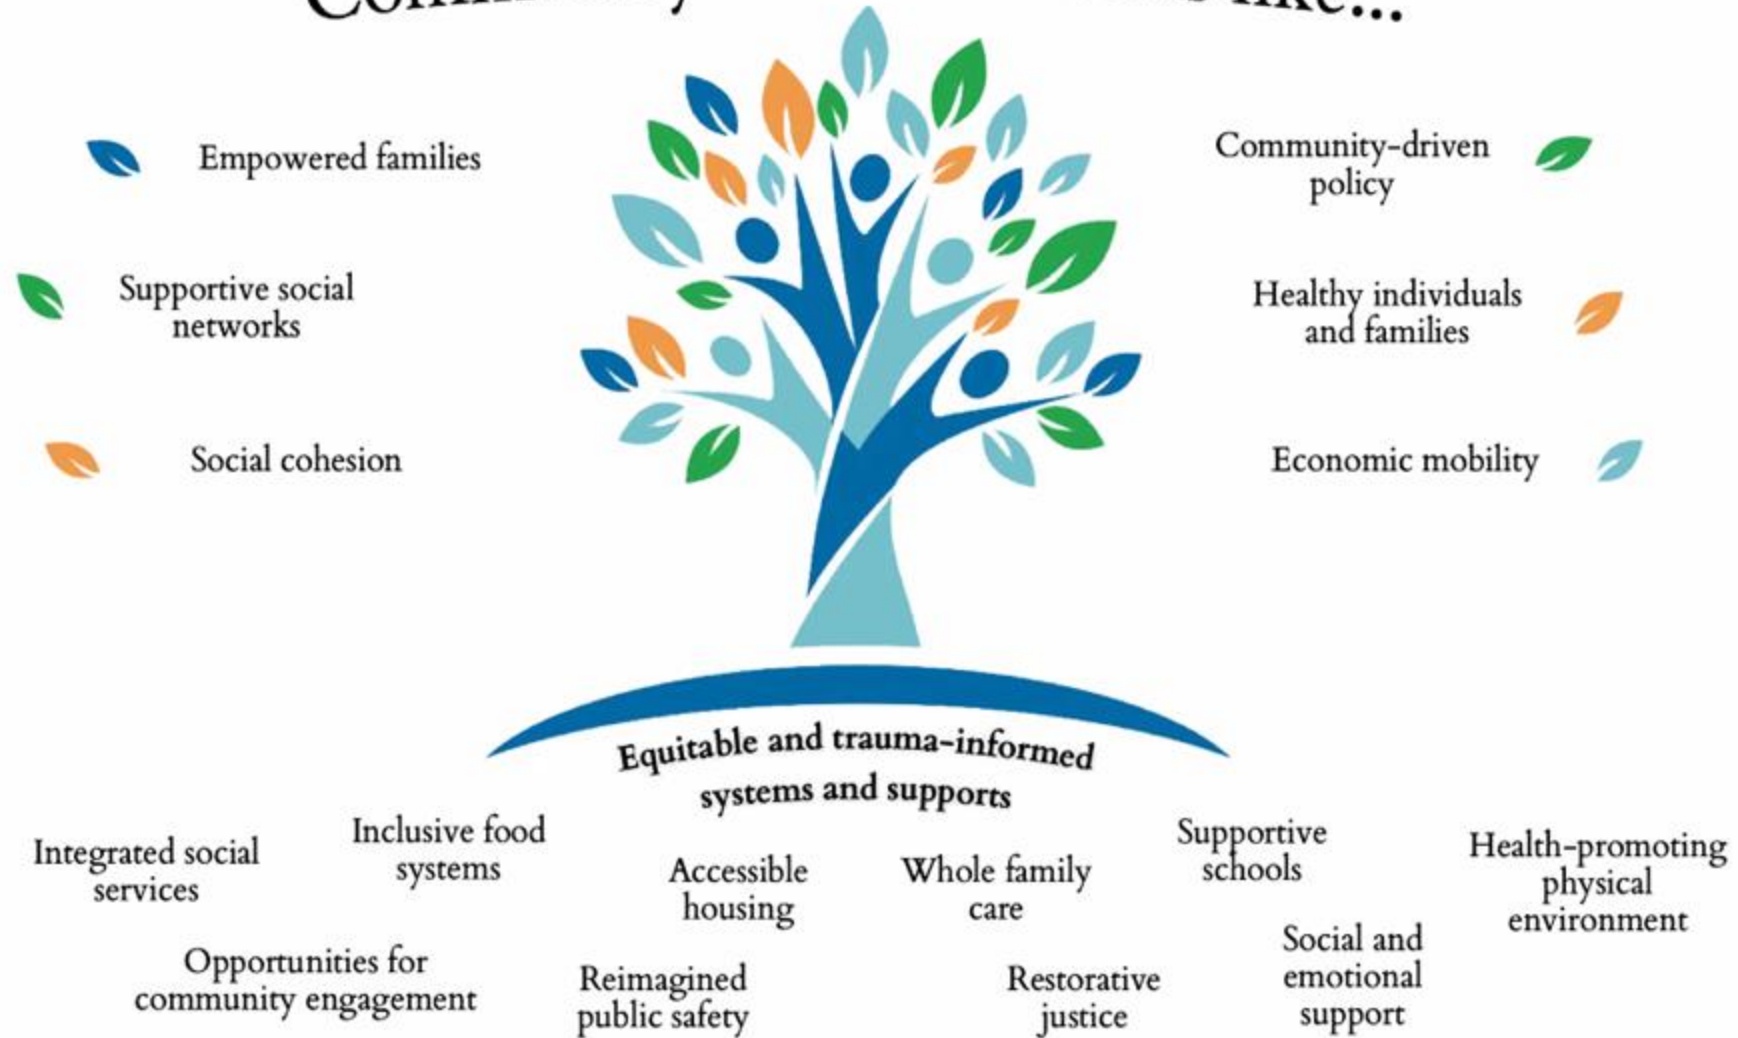 Community
like...
Empowered families
Supportive social
networks
Social cohesion
Community-driven
policy
Healthy individuals
and families
Economic mobility
Equitable and trauma-informed
systems and supports
Integrated social
services
Inclusive food
systems
Accessible
housing
Whole family
care
Supportive
schools
Health-promoting
physical
environment
Opportunities for
community engagement
Reimagined
public safety
Restorative
justice
Social and
emotional
support